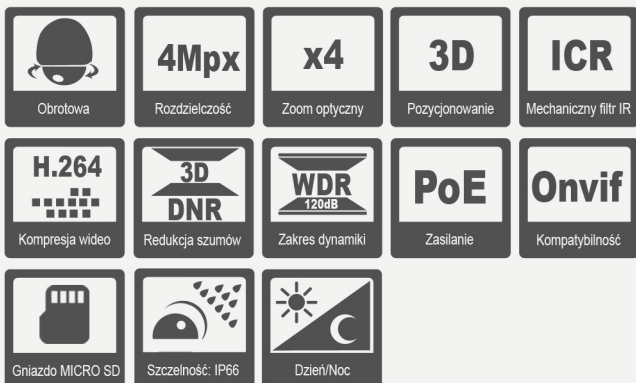 Obrotowa
4Mpx
Rozdzielczość
x4
Zoom optyczny
3D
Pozycjonowanie
ICR
Mechaniczny filtr IR
H.264
Kompresja wideo
3D
DNR
Redukcja szumów
WDR
120dB
Zakres dynamiki
PoE
Zasilanie
Onvif
Kompatybilność
Gniazdo MICRO SD
Szczelność: IP66
Dzień/Noc